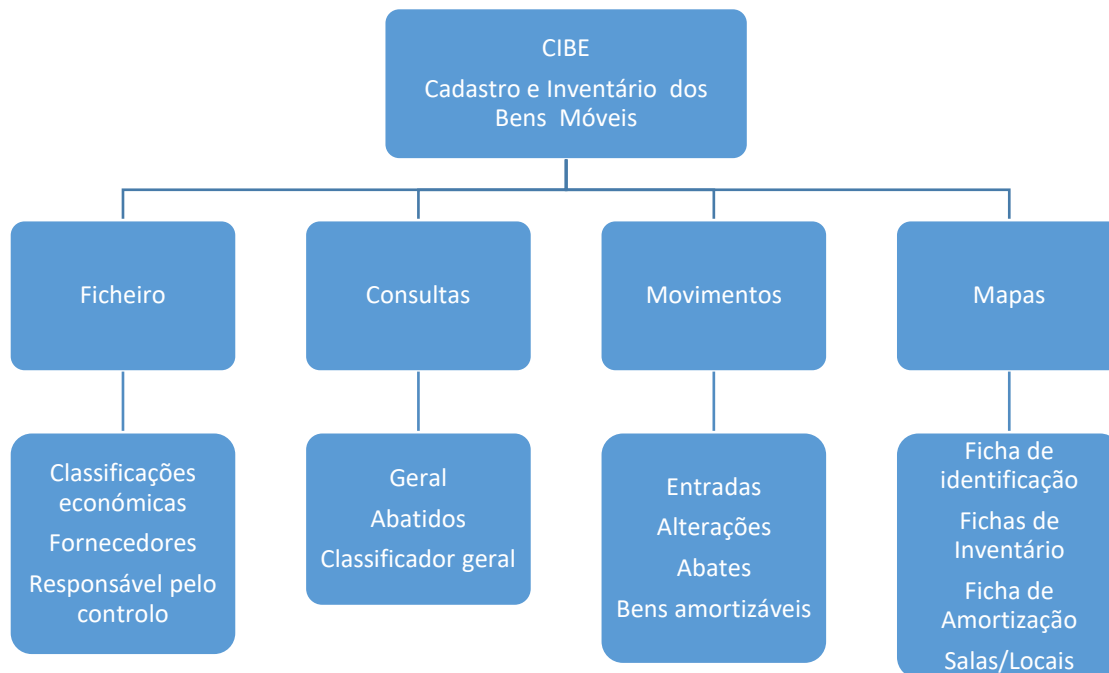 CIBE
Cadastro e Inventário dos
Bens Móveis
Ficheiro
Consultas
Movimentos
Mapas
Classificações
económicas
Fornecedores
Responsável pelo
controlo
Geral
Abatidos
Classificador geral
Entradas
Alterações
Abates
Bens amortizáveis
Ficha de
identificação
Fichas de
Inventário
Ficha de
Amortização
Salas/Locais